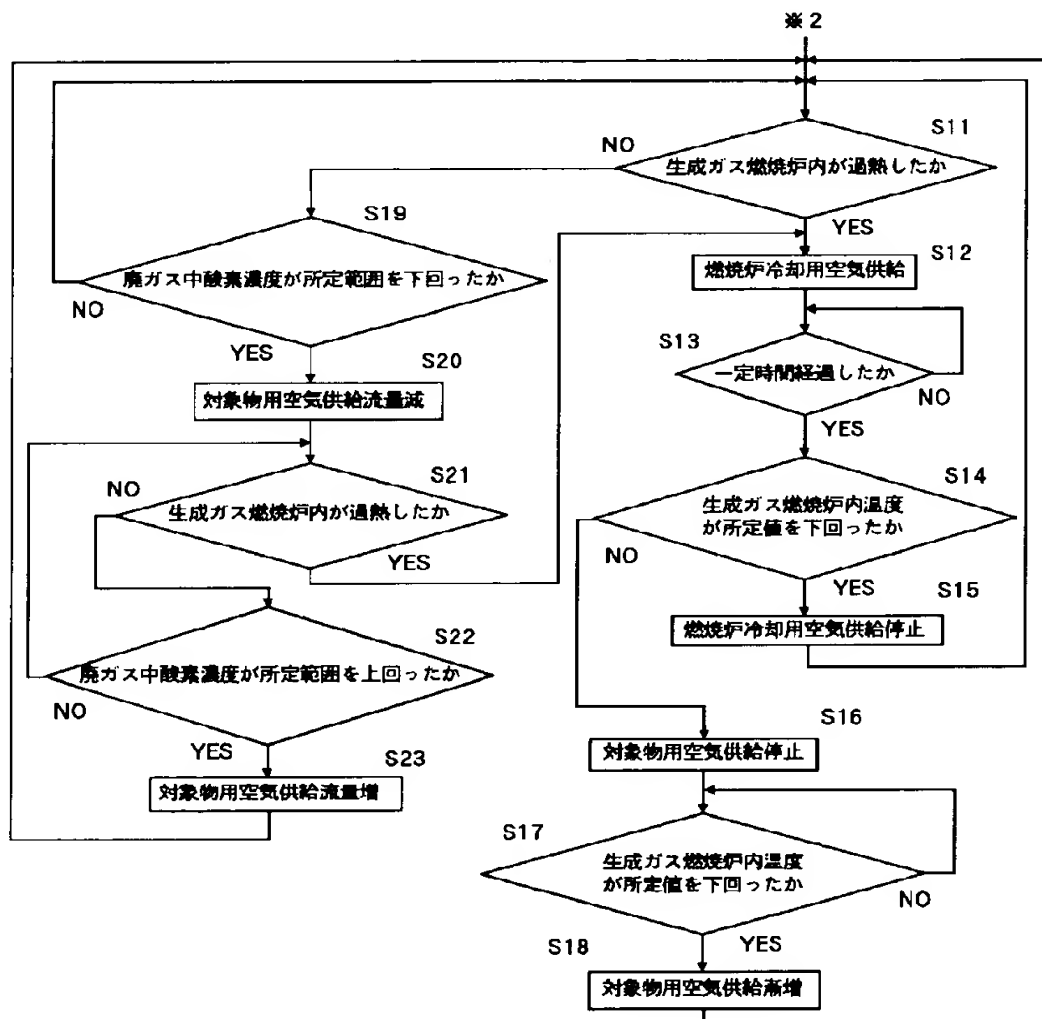 ※2
S11
NO
生成ガス燃焼炉内が過熱したか
YES
S19
廃ガス中酸素濃度が所定範囲を下回ったか
NO
YES
S12
燃焼炉冷却用空気供給
S13
一定時間経過したか
NO
YES
S20
対象物用空気供給流量減
S21
NO
生成ガス燃焼炉内が過熱したか
YES
S14
生成ガス燃焼炉内温度
が所定値を下回ったか
NO
YES
S15
燃焼炉冷却用空気供給停止
S22
廃ガス中酸素濃度が所定範囲を上回ったか
NO
YES
S23
対象物用空気供給流量増
S16
対象物用空気供給停止
S17
生成ガス燃焼炉内温度
が所定値を下回ったか
NO
YES
S18
対象物用空気供給漸増